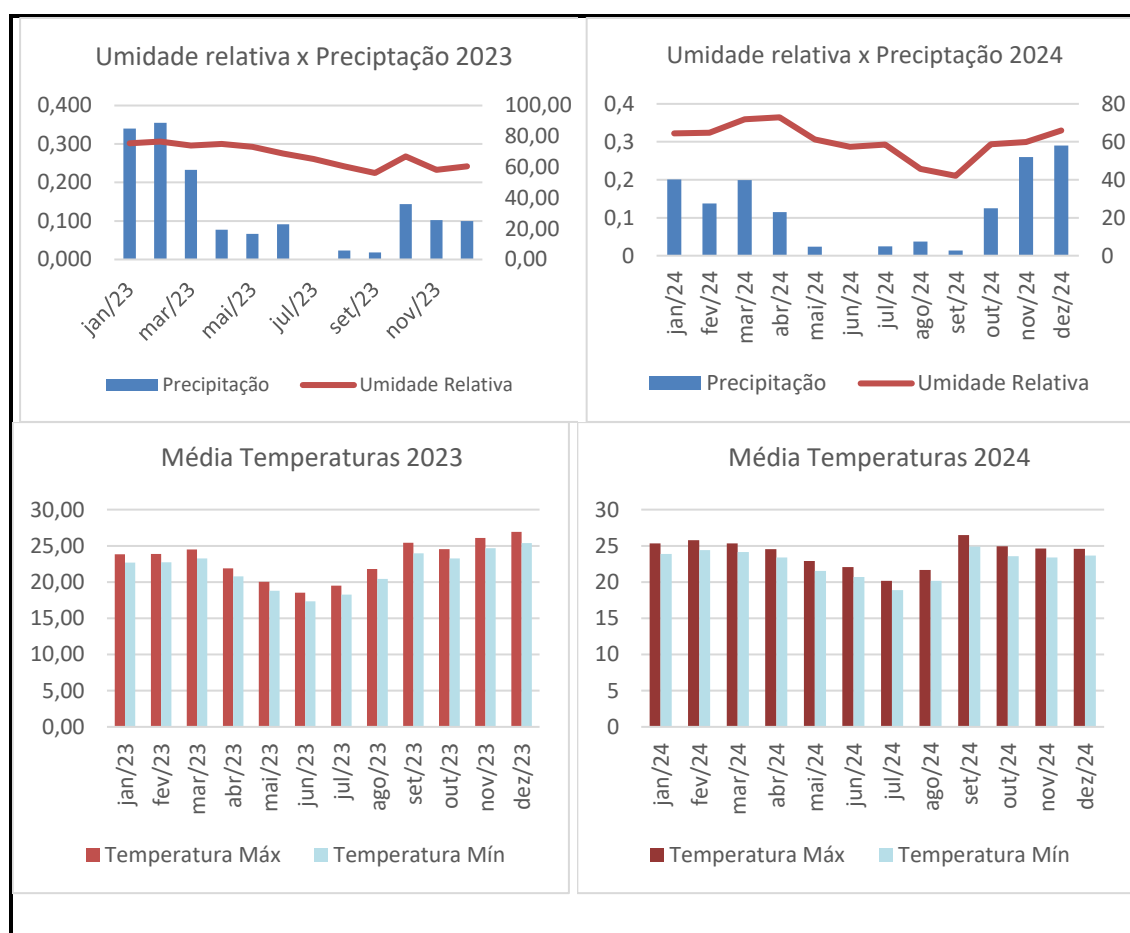 Umidade relativa x Preciptação 2023
0,400
0,300
0,200
0,100
0,000
100,00
80,00
60,00
40,00
20,00
0,00
jan/23
mar/23
mai/23
jul/23
set/23
nov/23
Precipitação
Umidade Relativa
Umidade relativa x Preciptação 2024
0,4
0,3
0,2
0,1
0
80
60
40
20
0
jan/24
fev/24
mar/24
abr/24
mai/24
jun/24
jul/24
ago/24
set/24
out/24
nov/24
dez/24
Precipitação
Umidade Relativa
Média Temperaturas 2023
30,00
25,00
20,00
15,00
10,00
5,00
0,00
jan/23
fev/23
mar/23
abr/23
mai/23
jun/23
jul/23
ago/23
set/23
out/23
nov/23
dez/23
Temperatura Máx
Temperatura Mín
Média Temperaturas 2024
30
25
20
15
10
5
0
jan/24
fev/24
mar/24
abr/24
mai/24
jun/24
jul/24
ago/24
set/24
out/24
nov/24
dez/24
Temperatura Máx
Temperatura Mín